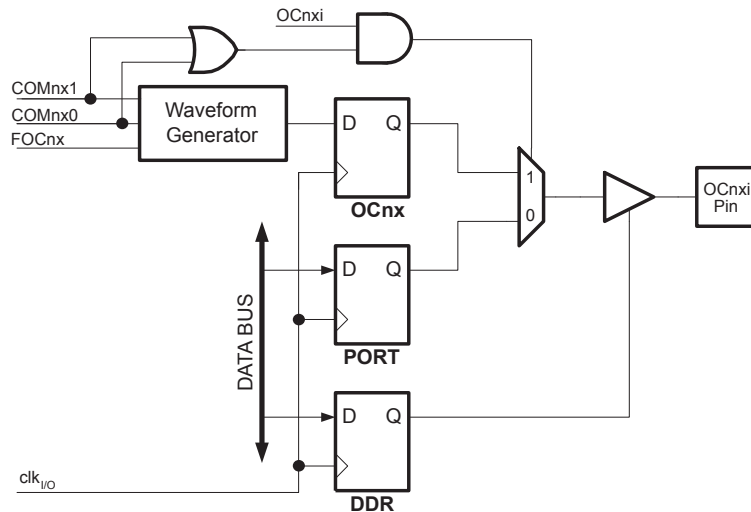 OCnxi
COMnx1
COMnx0
FOCnx
Waveform
Generator
D Q
OCnx
1
0
OCnxi
Pin
DATA BUS
D Q
PORT
D Q
DDR
clkI/O